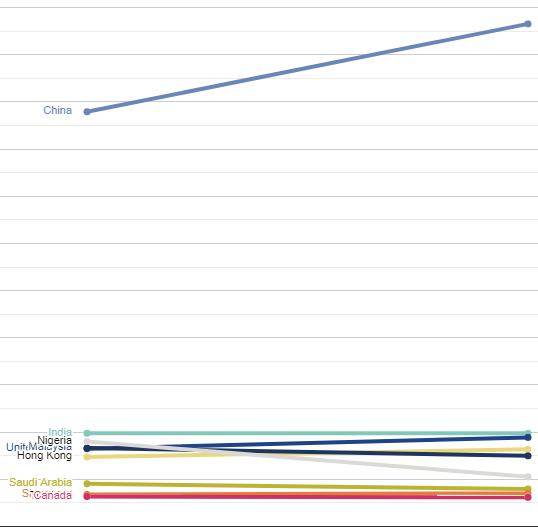 China
India
Nigeria
Malaysia
Hong Kong
Saudi Arabia
Canada